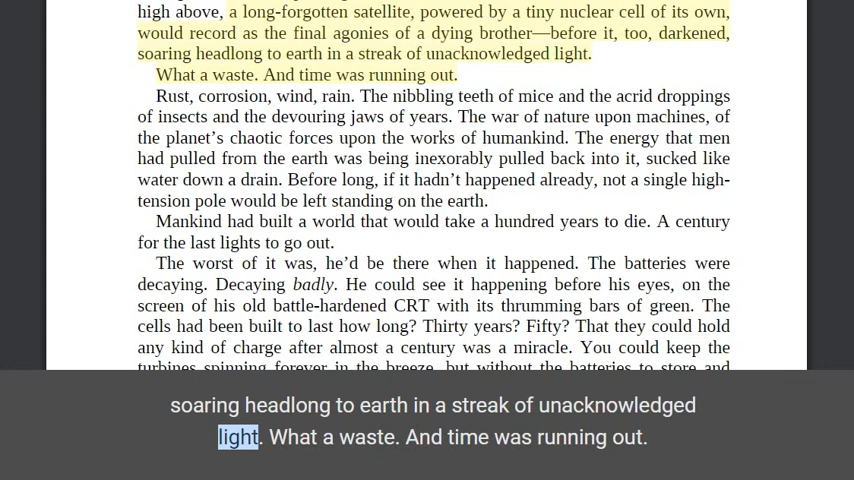 high above, a long-forgotten satellite, powered by a tiny nuclear cell of its own,
would record as the final agonies of a dying brother—before it, too, darkened,
soaring headlong to earth in a streak of unacknowledged light.
What a waste. And time was running out.
Rust, corrosion, wind, rain. The nibbling teeth of mice and the acrid droppings
of insects and the devouring jaws of years. The war of nature upon machines, of
the planet’s chaotic forces upon the works of humankind. The energy that men
had pulled from the earth was being inexorably pulled back into it, sucked like
water down a drain. Before long, if it hadn’t happened already, not a single high-
tension pole would be left standing on the earth.
Mankind had built a world that would take a hundred years to die. A century
for the last lights to go out.
The worst of it was, he’d be there when it happened. The batteries were
decaying. Decaying badly. He could see it happening before his eyes, on the
screen of his old battle-hardened CRT with its thrumming bars of green. The
cells had been built to last how long? Thirty years? Fifty? That they could hold
any kind of charge after almost a century was a miracle. You could keep the
turbines spinning forever in the breeze, but without the batteries to store and
soaring headlong to earth in a streak of unacknowledged
light. What a waste. And time was running out.